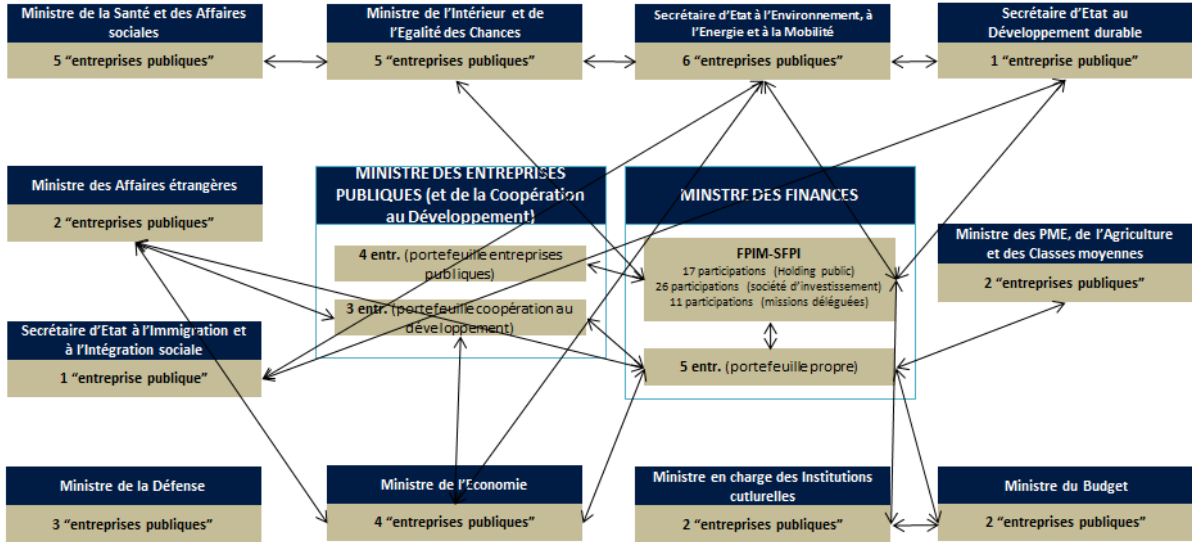 Ministre de la Santé et des Affaires
sociales
5 “entreprises publiques”
Ministre de l’Intérieur et de
l’Egalité des Chances
5 “entreprises publiques”
Secrétaire d’Etat à l’Environnement, à
l’Energie et à la Mobilité
6 “entreprises publiques”
Secrétaire d’Etat au
Développement durable
1 “entreprise publique”
Ministre des Affaires étrangères
2 “entreprises publiques”
MINISTRE DES ENTREPRISES
PUBLIQUES (et de la Coopération
au Développement)
4 entr. (portefeuille entreprises
publiques)
3 entr. (portefeuille coopération au
développement)
MINSTRE DES FINANCES
FPIM-SFPI
17 participations (Holding public)
26 participations (société d’investissement)
11 participations (missions déléguées)
5 entr. (portefeuille propre)
Ministre des PME, de l’Agriculture
et des Classes moyennes
2 “entreprises publiques”
Secrétaire d’Etat à l’Immigration et
à l’Intégration sociale
1 “entreprise publique”
Ministre de la Défense
3 “entreprises publiques”
Ministre de l’Economie
4 “entreprises publiques”
Ministre en charge des Institutions
cutlurelles
2 “entreprises publiques”
Ministre du Budget
2 “entreprises publiques”